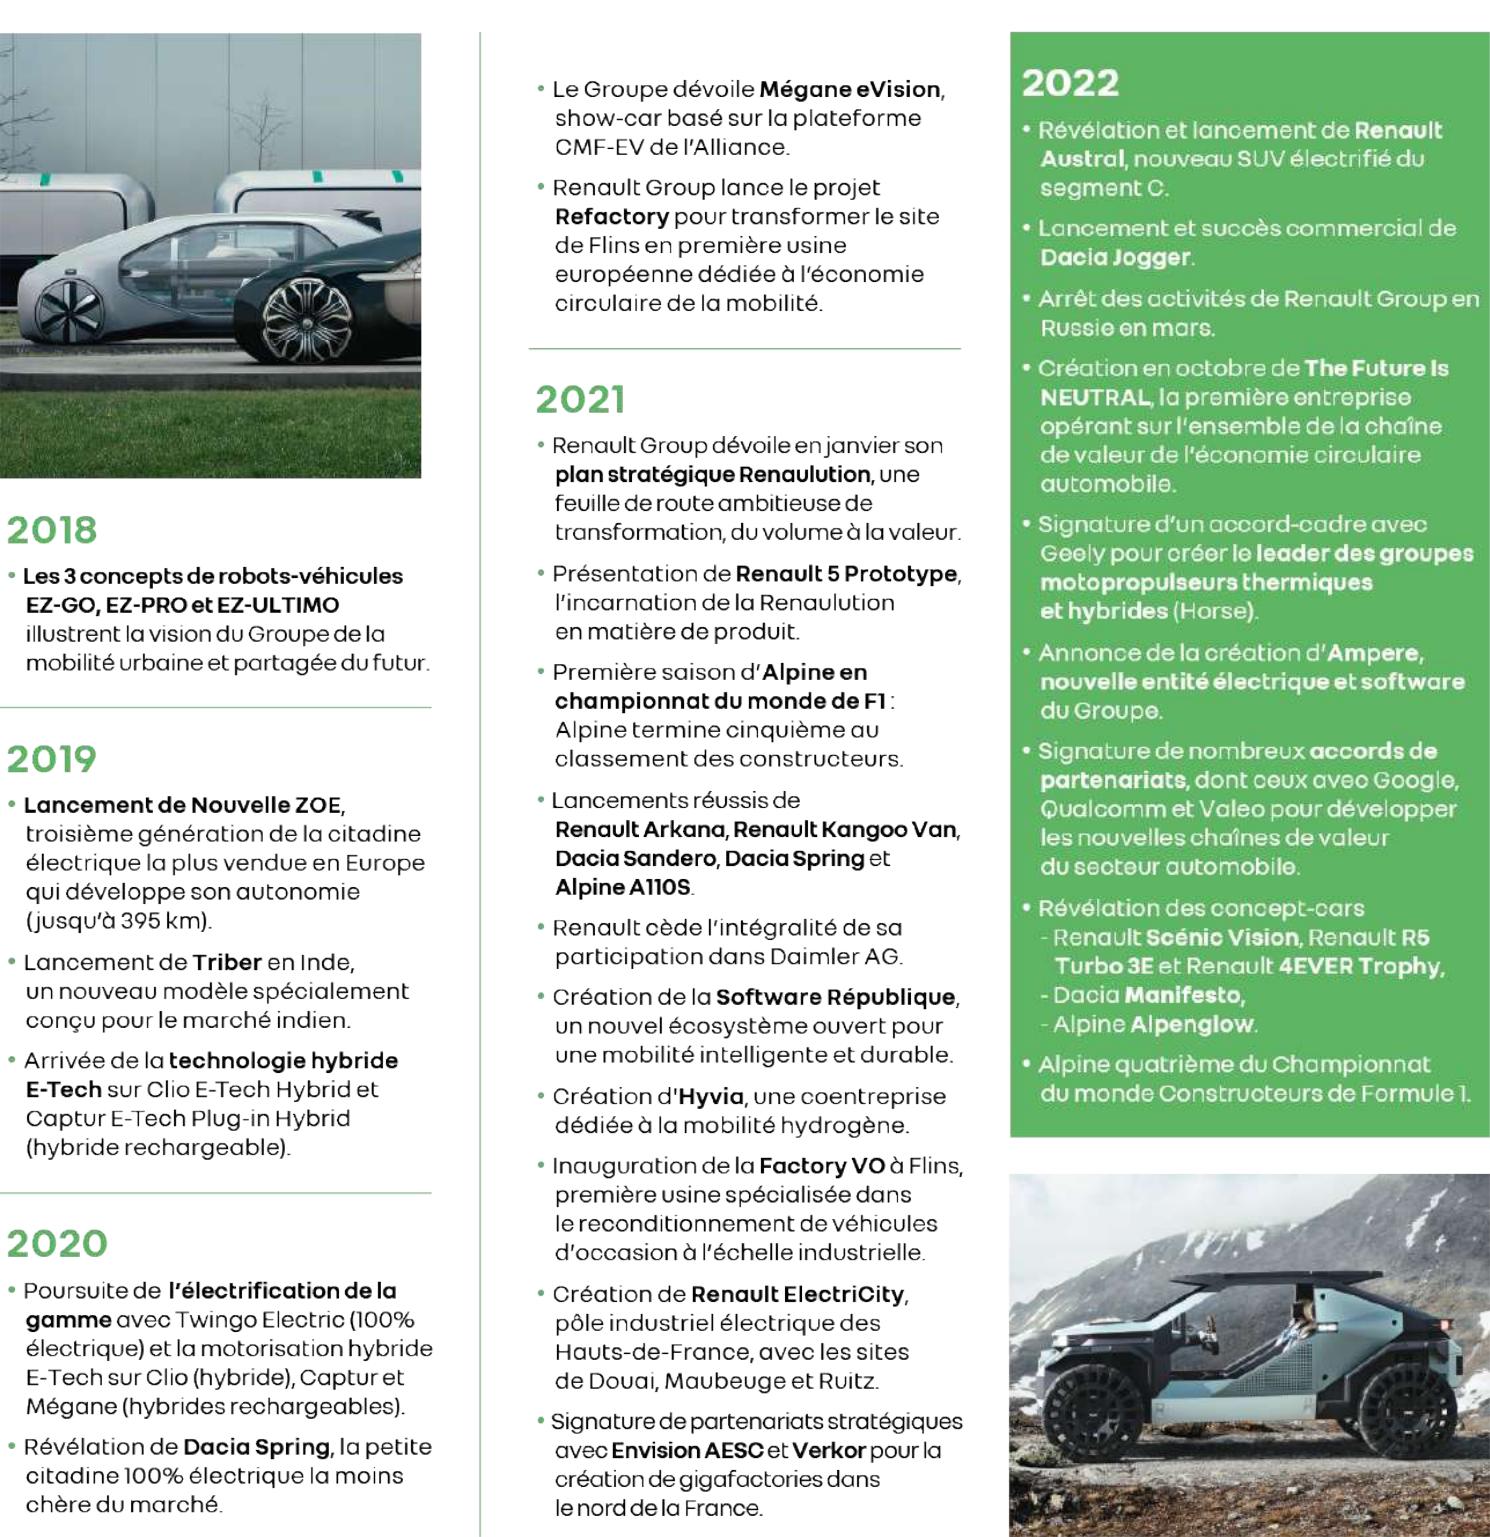 2018
• Les 3 concepts de robots-véhicules
EZ-GO, EZ-PRO et EZ-ULTIMO
illustrent la vision du Groupe de la
mobilité urbaine et partagée du futur.
2019
• Lancement de Nouvelle ZOE,
troisième génération de la citadine
électrique la plus vendue en Europe
qui développe son autonomie
(jusqu'à 395 km).
• Lancement de Triber en Inde,
un nouveau modèle spécialement
conçu pour le marché indien.
• Arrivée de la technologie hybride
E-Tech sur Clio E-Tech Hybrid et
Captur E-Tech Plug-in Hybrid
(hybride rechargeable).
2020
• Poursuite de l'électrification de la
gamme avec Twingo Electric (100%
électrique) et la motorisation hybride
E-Tech sur Clio (hybride), Captur et
Mégane (hybrides rechargeables).
• Révélation de Dacia Spring, la petite
citadine 100% électrique la moins
chère du marché.
• Le Groupe dévoile Mégane eVision,
show-car basé sur la plateforme
CMF-EV de l'Alliance.
• Renault Group lance le projet
Refactory pour transformer le site
de Flins en première usine
européenne dédiée à l'économie
circulaire de la mobilité.
2021
• Renault Group dévoile en janvier son
plan stratégique Renaulution, une
feuille de route ambitieuse de
transformation, du volume à la valeur.
• Présentation de Renault 5 Prototype,
l'incarnation de la Renaulution
en matière de produit.
• Première saison d'Alpine en
championnat du monde de F1 :
Alpine termine cinquième au
classement des constructeurs.
• Lancements réussis de
Renault Arkana, Renault Kangoo Van,
Dacia Sandero, Dacia Spring et
Alpine A110S.
• Renault cède l'intégralité de sa
participation dans Daimler AG.
• Création de la Software République,
un nouvel écosystème ouvert pour
une mobilité intelligente et durable.
• Création d'Hyvia, une coentreprise
dédiée à la mobilité hydrogène.
• Inauguration de la Factory VO à Flins,
première usine spécialisée dans
le reconditionnement de véhicules
d'occasion à l'échelle industrielle.
• Création de Renault ElectriCity,
pôle industriel électrique des
Hauts-de-France, avec les sites
de Douai, Maubeuge et Ruitz.
• Signature de partenariats stratégiques
avec Envision AESC et Verkor pour la
création de gigafactories dans
le nord de la France.
2022
• Révélation et lancement de Renault
Austral, nouveau SUV électrifié du
segment C.
• Lancement et succès commercial de
Dacia Jogger.
• Arrêt des activités de Renault Group en
Russie en mars.
• Création en octobre de The Future Is
NEUTRAL, la première entreprise
opérant sur l'ensemble de la chaîne
de valeur de l'économie circulaire
automobile.
• Signature d'un accord-cadre avec
Geely pour créer le leader des groupes
motopropulseurs thermiques
et hybrides (Horse).
• Annonce de la création d'Ampere,
nouvelle entité électrique et software
du Groupe.
• Signature de nombreux accords de
partenariats, dont ceux avec Google,
Qualcomm et Valeo pour développer
les nouvelles chaînes de valeur
du secteur automobile.
• Révélation des concept-cars
- Renault Scénic Vision, Renault R5
Turbo 3E et Renault 4EVER Trophy,
- Dacia Manifesto,
- Alpine Alpenglow.
• Alpine quatrième du Championnat
du monde Constructeurs de Formule 1.